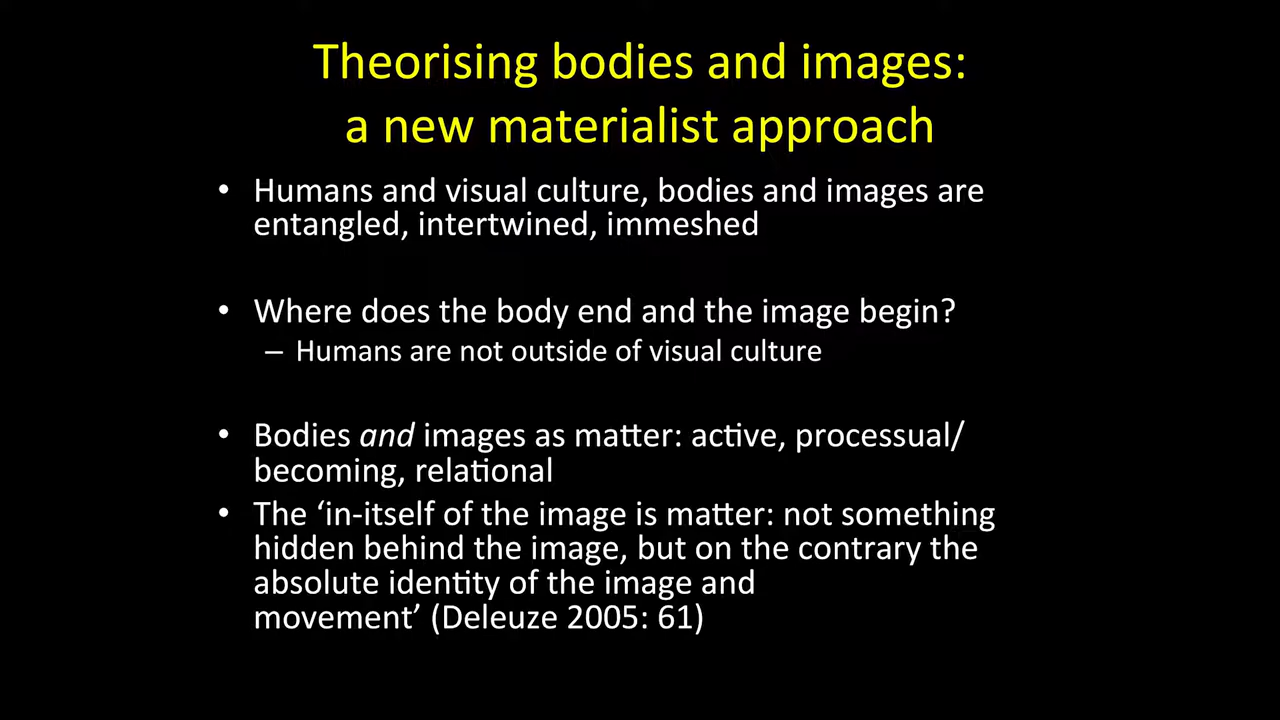 Theorising bodies and images:
a new materialist approach
• Humans and visual culture, bodies and images are
entangled, intertwined, immeshed
• Where does the body end and the image begin?
– Humans are not outside of visual culture
• Bodies and images as matter: active, processual/
becoming, relational
• The ‘in-itself of the image is matter: not something
hidden behind the image, but on the contrary the
absolute identity of the image and
movement’ (Deleuze 2005: 61)